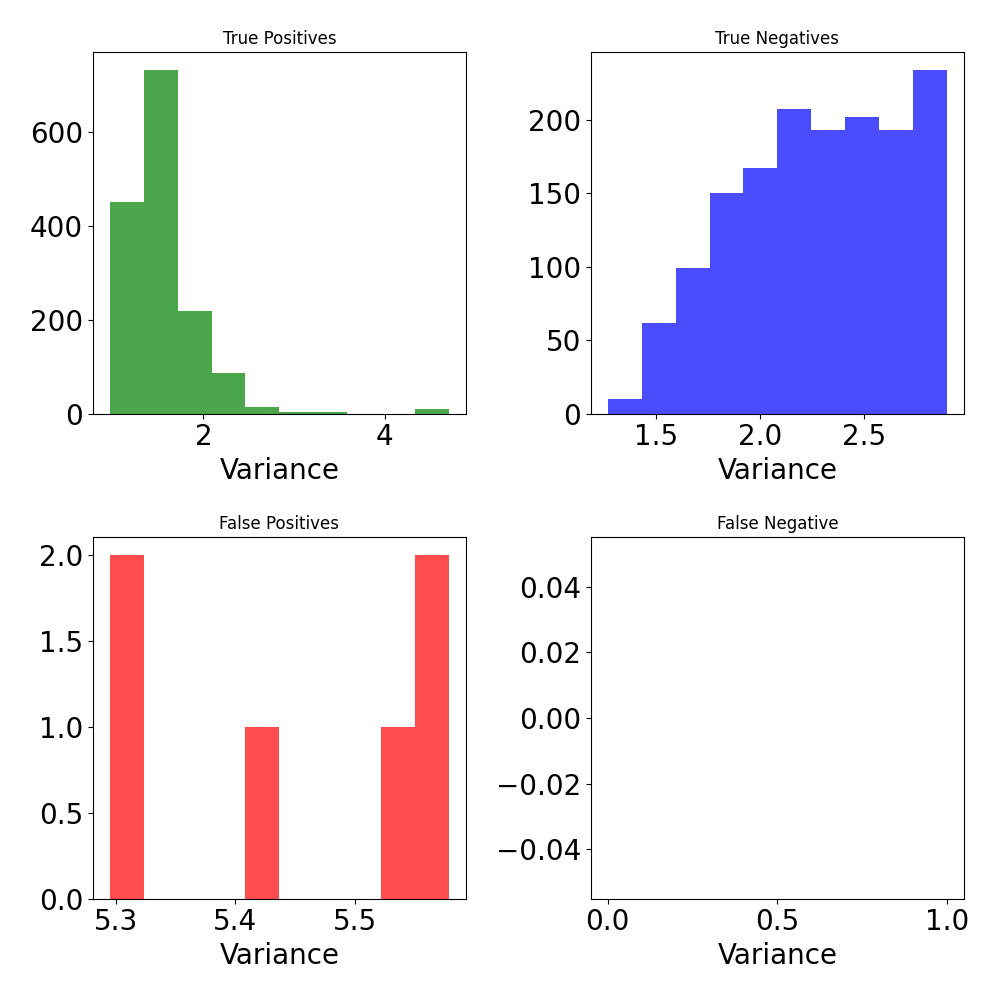 True Positives
600
400
200
0
2 4
Variance
True Negatives
200
150
100
50
0
1.5 2.0 2.5
Variance
False Positives
2.0
1.5
1.0
0.5
0.0
5.3 5.4 5.5
Variance
False Negative
0.04
0.02
0.00
−0.02
−0.04
0.0 0.5 1.0
Variance